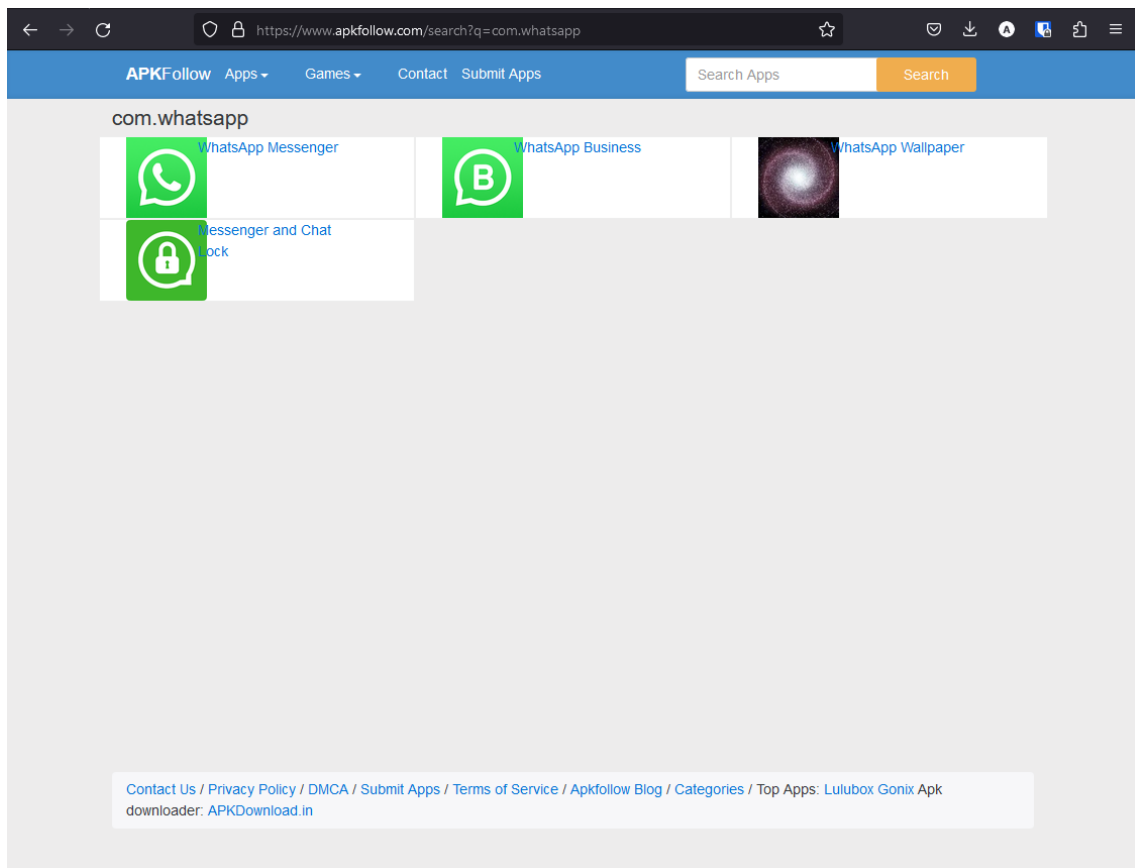 https://www.apkfollow.com/search?q=com.whatsapp
A
APKFollow Apps Games Contact Submit Apps Search Apps Search
com.whatsapp
WhatsApp Messenger
B
WhatsApp Business
WhatsApp Wallpaper
Messenger and Chat
Lock
Contact Us / Privacy Policy / DMCA / Submit Apps / Terms of Service / Apkfollow Blog / Categories / Top Apps: Lulubox Gonix Apk
downloader: APKDownload.in